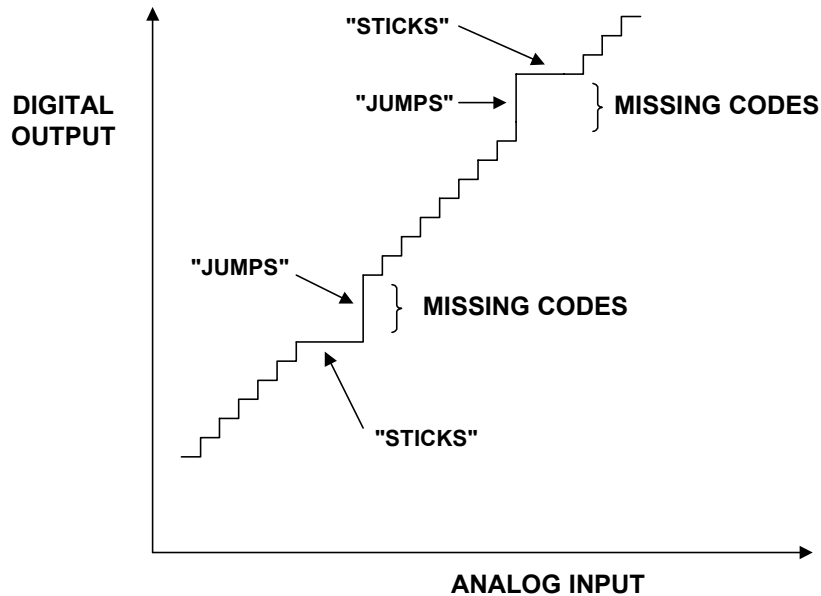 "STICKS"
DIGITAL
OUTPUT
"JUMPS"
MISSING CODES
"JUMPS"
MISSING CODES
"STICKS"
ANALOG INPUT